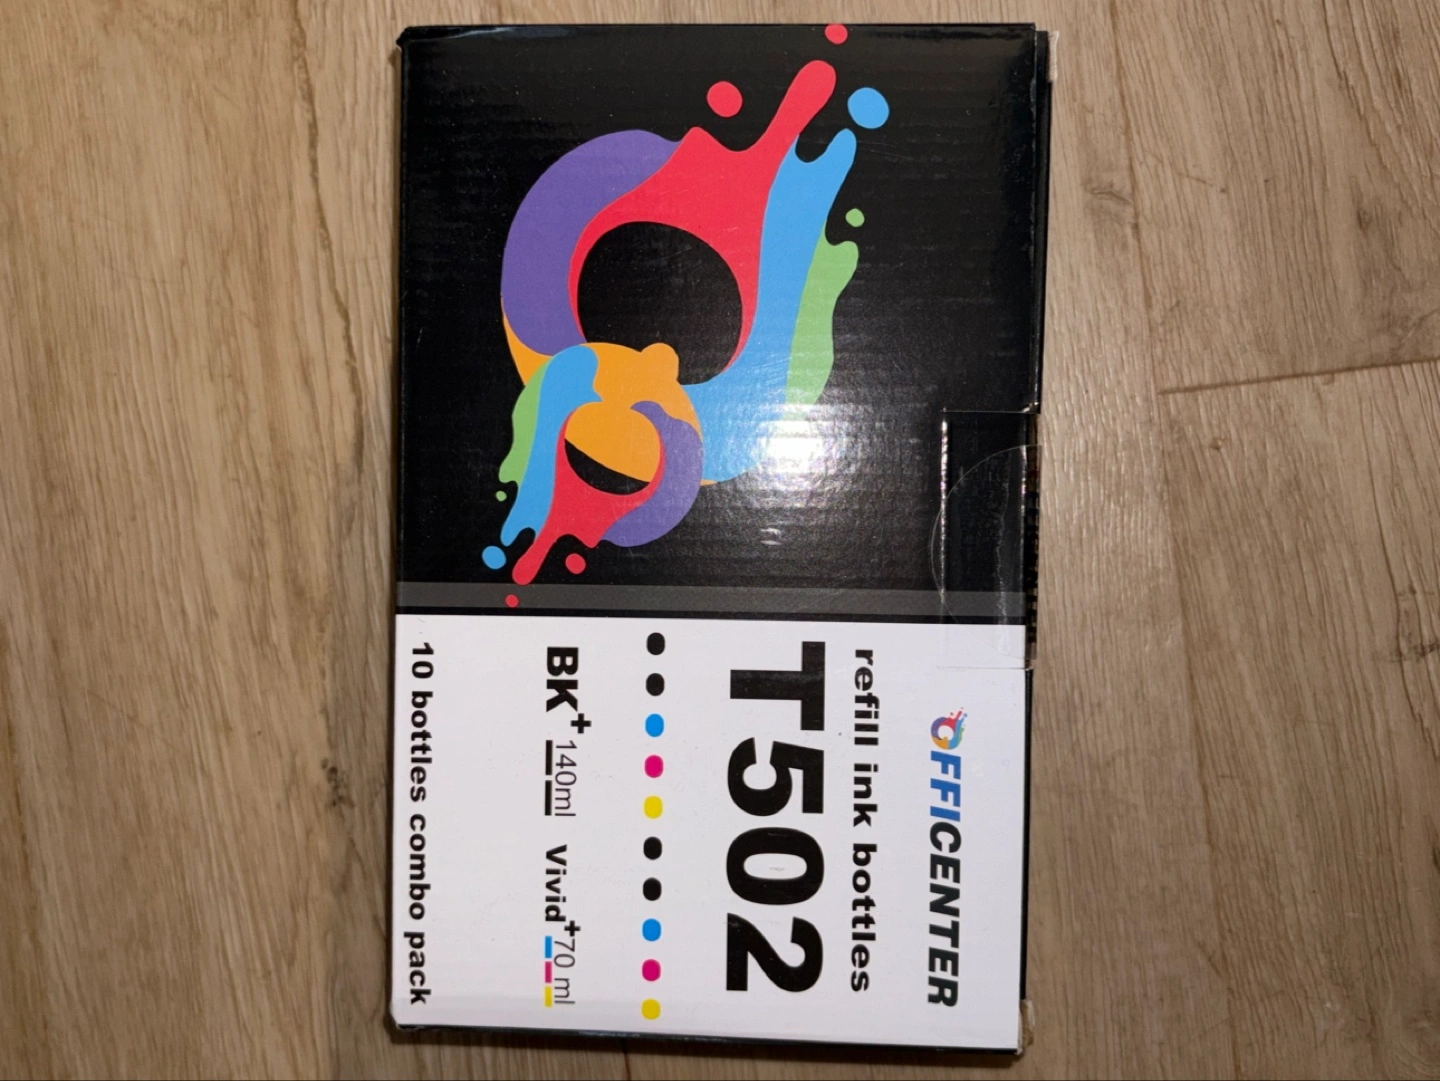 OFFICENTER
refill ink bottles
T502
BK+ 140ml Vivid+ 70 ml
10 bottles combo pack